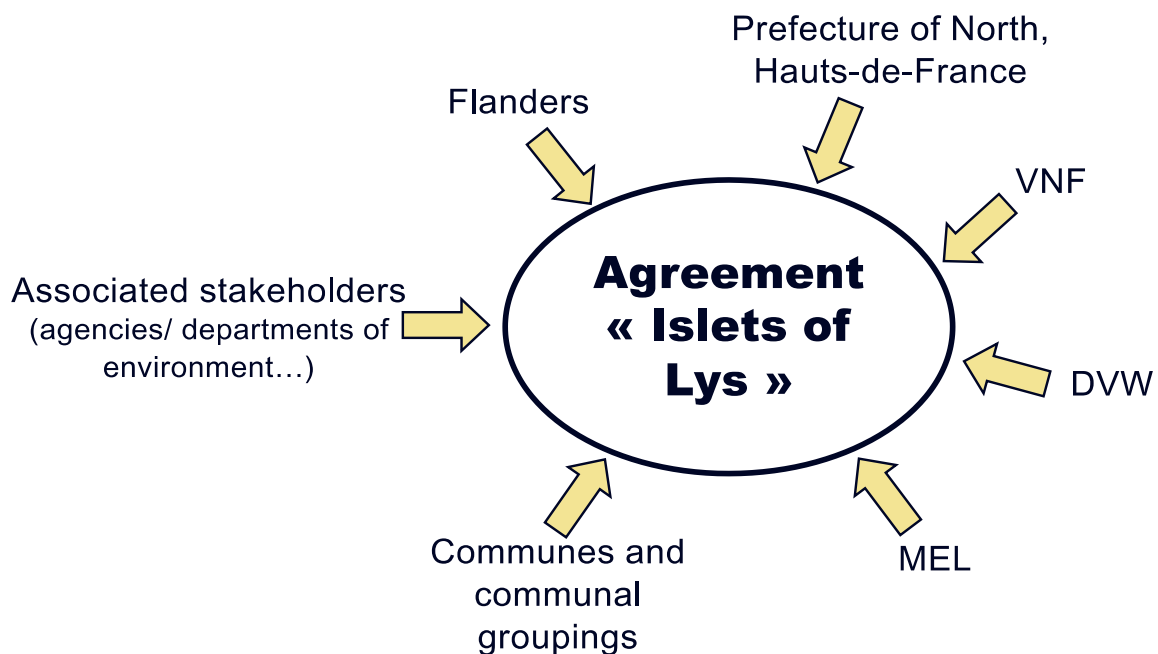 Prefecture of North,
Hauts-de-France
Flanders
VNF
Agreement
« Islets of
Lys »
Associated stakeholders
(agencies/ departments of
environment…)
DVW
Communes and
communal
groupings
MEL